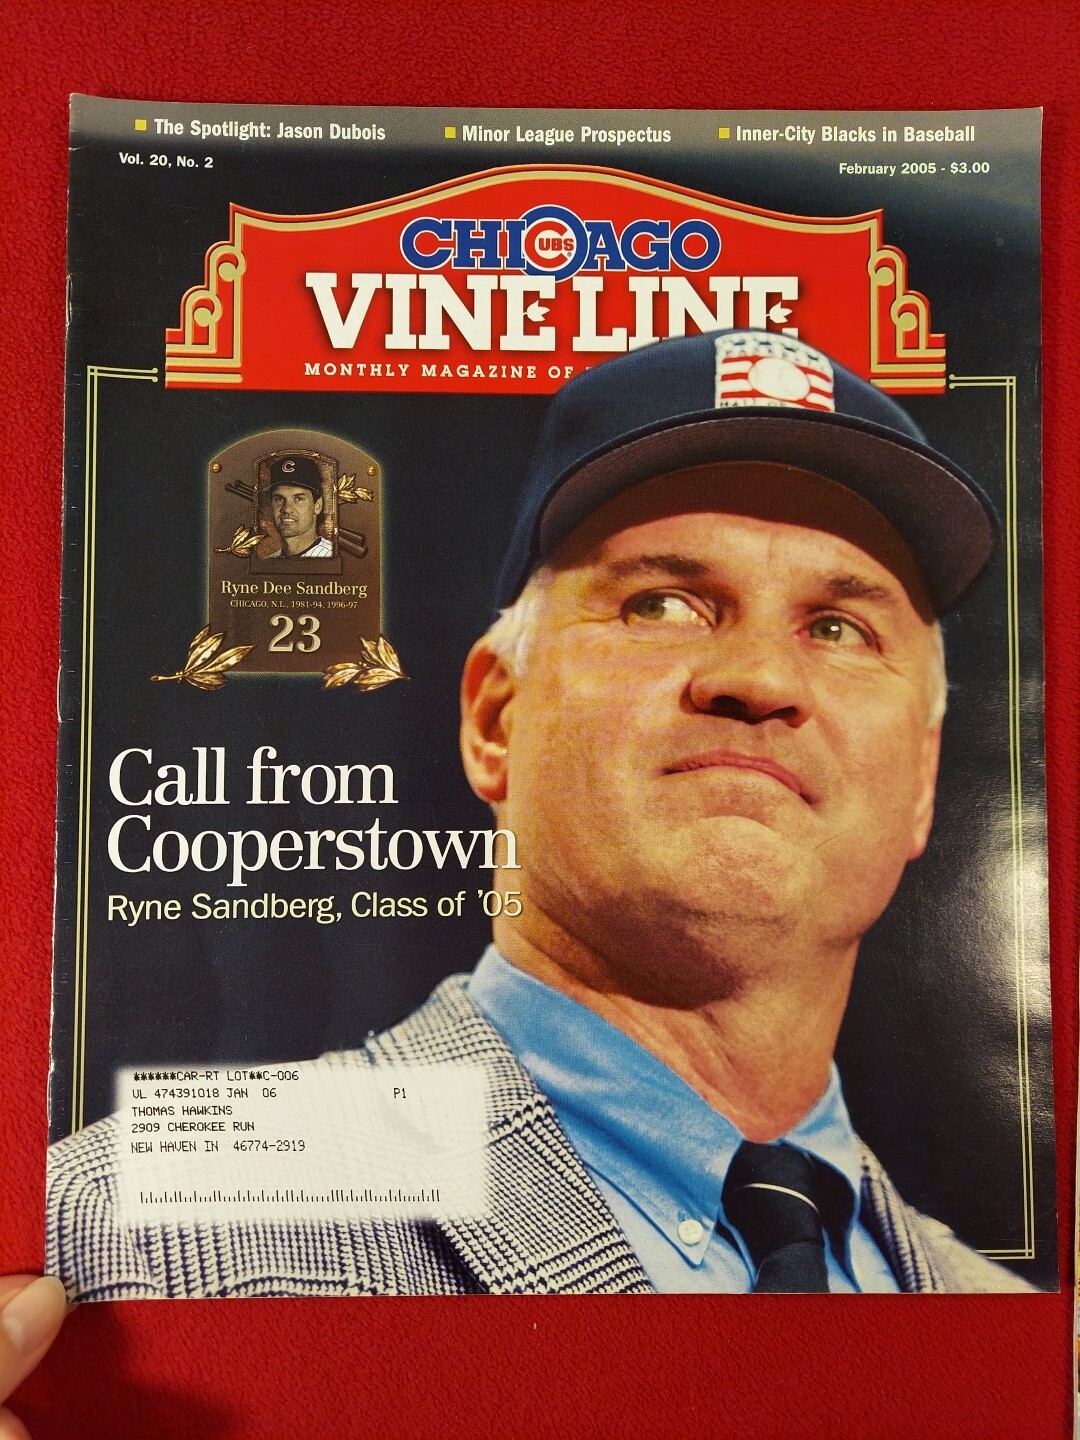 The Spotlight: Jason Dubois
Minor League Prospectus
Inner-City Blacks in Baseball
Vol. 20, No. 2
February 2005 - $3.00
CHICAGO
CUBS
VINE LINE
MONTHLY MAGAZINE OF
C
Ryne Dee Sandberg
CHICAGO, N.L., 1981-94, 1996-97
23
Call from
Cooperstown
Ryne Sandberg, Class of '05
******CAR-RT LOT**C-006
VL 474391018 JAN 06 P1
THOMAS HAWKINS
2909 CHEROKEE RUN
NEW HAVEN IN 46774-2919